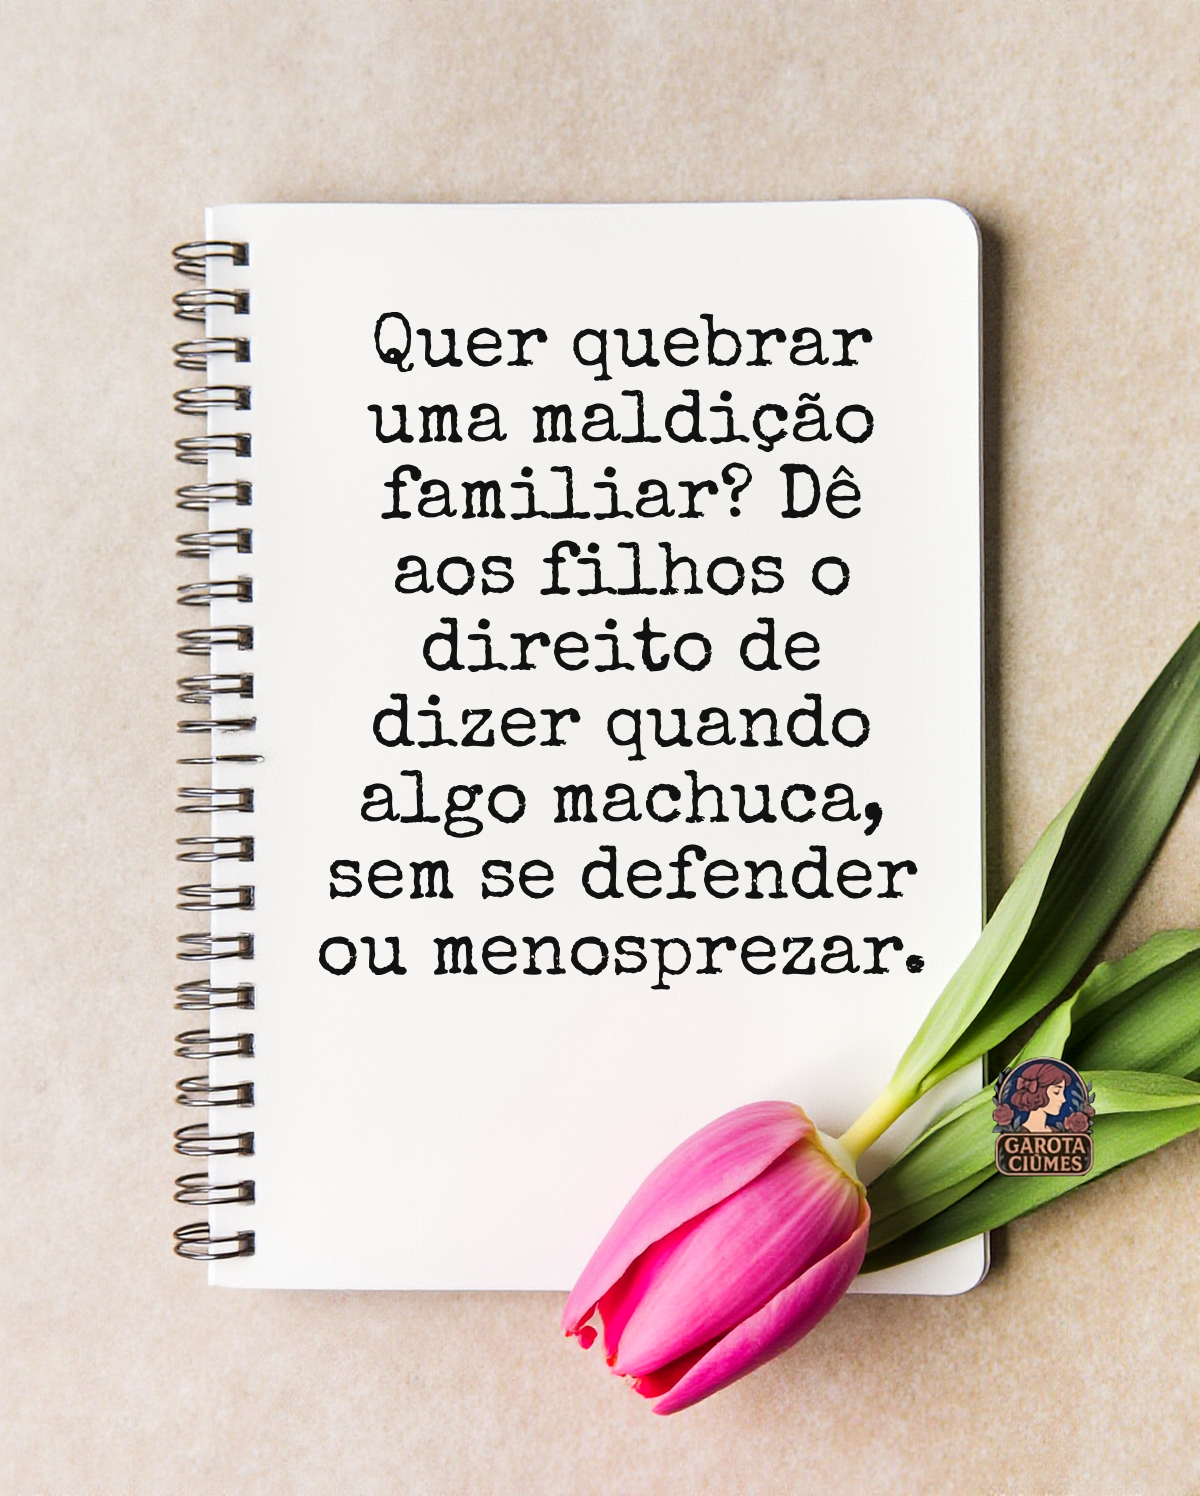 Quer quebrar
uma maldição
familiar? Dê
aos filhos o
direito de
dizer quando
algo machuca,
sem se defender
ou menosprezar.
GAROTA
CIÚMES